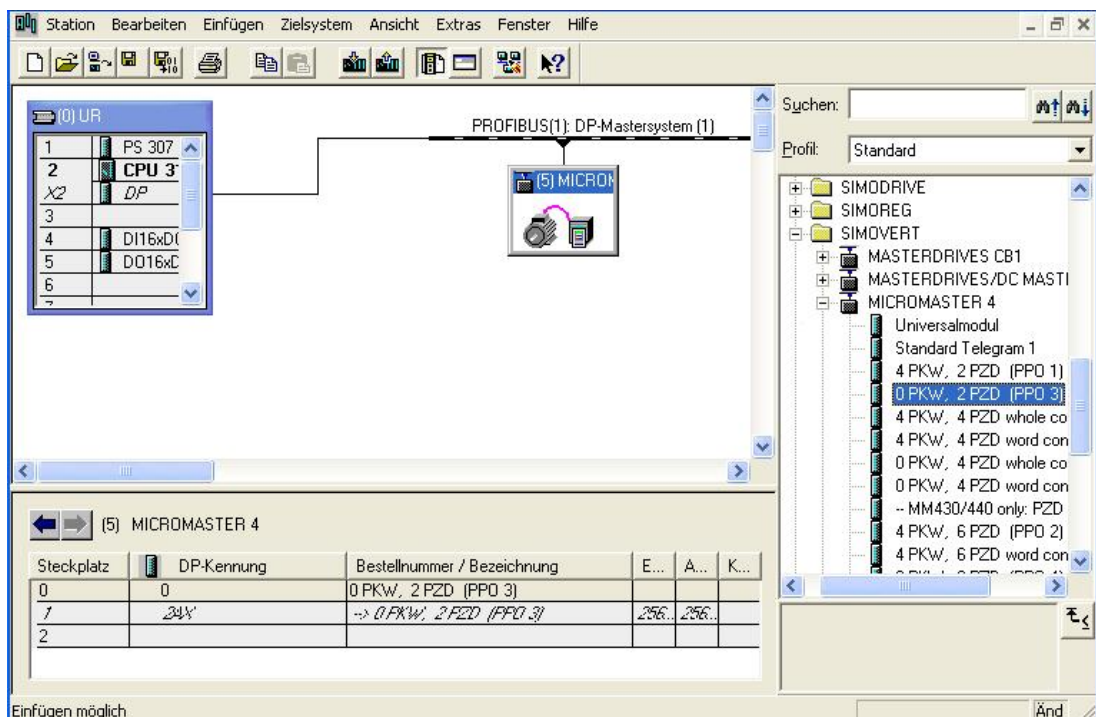 Station Bearbeiten Einfügen Zielsystem Ansicht Extras Fenster Hilfe
(0) UR
1 PS 307
2 CPU 3
X2 DP
3
4 DI16xD
5 DO16xD
6
7
PROFIBUS(1): DP-Mastersystem (1)
(5) MICROM
Suchen:
Profil: Standard
SIMODRIVE
SIMOREG
SIMOVERT
MASTERDRIVES CB1
MASTERDRIVES/DC MASTE
MICROMASTER 4
Universalmodul
Standard Telegram 1
4 PKW, 2 PZD (PPO 1)
0 PKW, 2 PZD (PPO 3)
4 PKW, 4 PZD whole co
4 PKW, 4 PZD word con
0 PKW, 4 PZD whole co
0 PKW, 4 PZD word con
-- MM430/440 only: PZD
4 PKW, 6 PZD (PPO 2)
4 PKW, 6 PZD word con
(5) MICROMASTER 4
Steckplatz DP-Kennung Bestellnummer / Bezeichnung E... A... K...
0 0 0 PKW, 2 PZD (PPO 3)
1 2AX --> 0 PKW, 2 PZD (PPO 3) 256... 256...
2
Einfügen möglich Änd